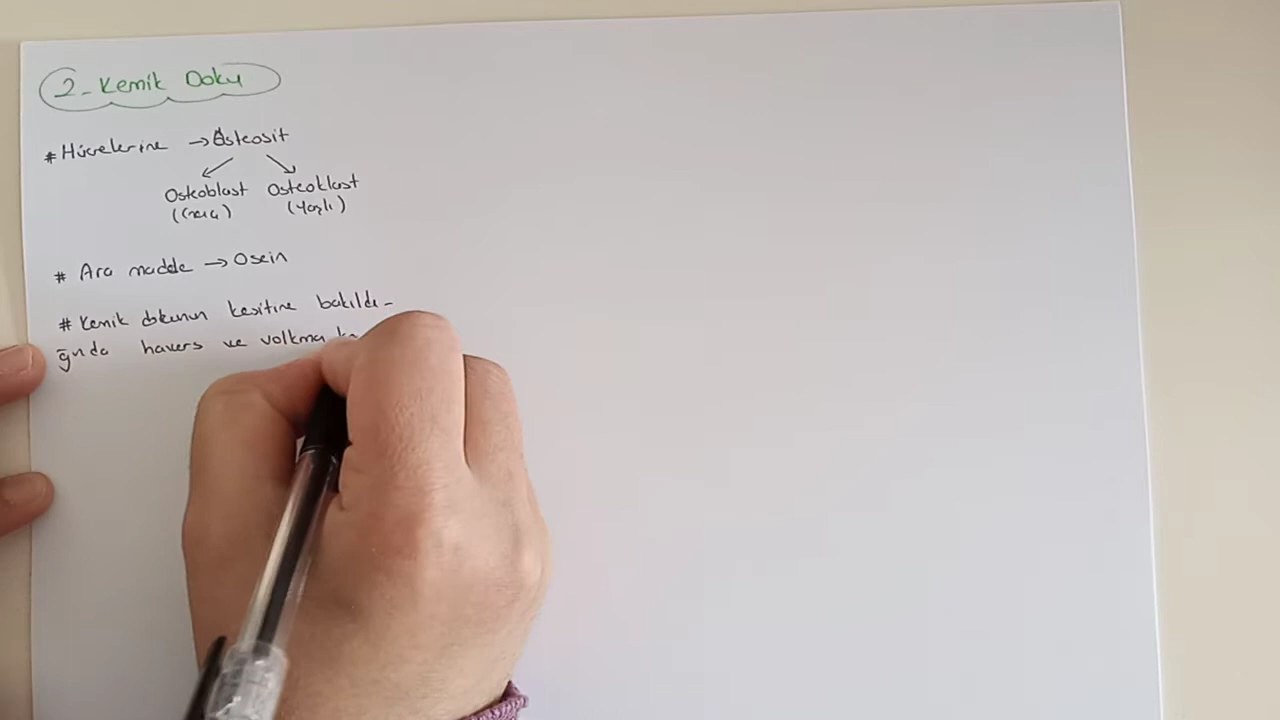 2- Kemik Doku
# Hücrelerine → Osteosit
Osteoblast Osteoklast
(Genç) (Yaşlı)
# Ara madde → Osein
# Kemik dokunun kesitine bakıldı-
ğında havers ve volkman